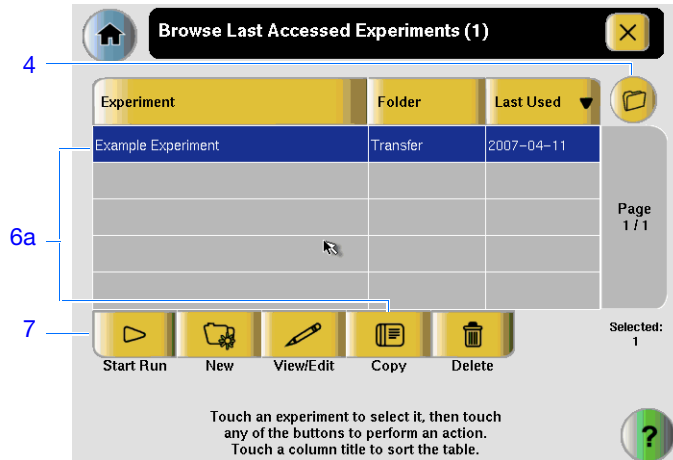 Browse Last Accessed Experiments (1)
4
Experiment Folder Last Used
Example Experiment Transfer 2007-04-11
Page
1 / 1
6a
7
Selected:
1
Start Run New View/Edit Copy Delete
Touch an experiment to select it, then touch
any of the buttons to perform an action.
Touch a column title to sort the table.
?